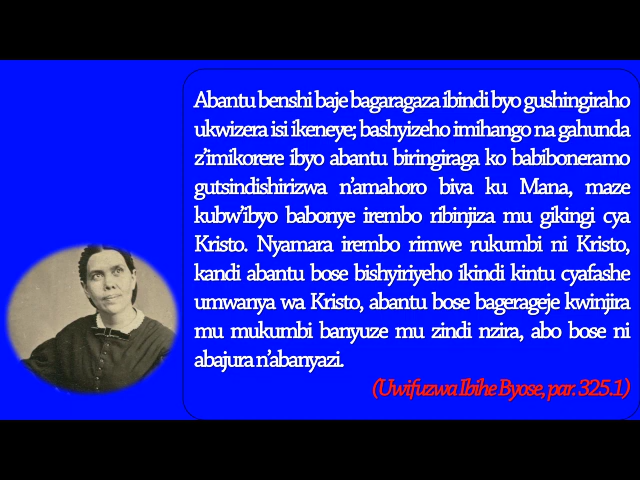 Abantu benshi baje bagaragaza ibindi byo gushingiraho
ukwizera isi ikeneye; bashyizeho imihango na gahunda
z'imikorere ibyo abantu biringiraga ko babiboneramo
gutsindishirizwa n'amahoro biva ku Mana, maze
kubw'ibyo babonye irembo ribinjiza mu gikingi cya
Kristo. Nyamara irembo rimwe rukumbi ni Kristo,
kandi abantu bose bishyiriyeho ikindi kintu cyafashe
umwanya wa Kristo, abantu bose bagerageje kwinjira
mu mukumbi banyuze mu zindi nzira, abo bose ni
abajura n'abanyazi.
(Uwifuzwa Ibihe Byose, par. 325.1)